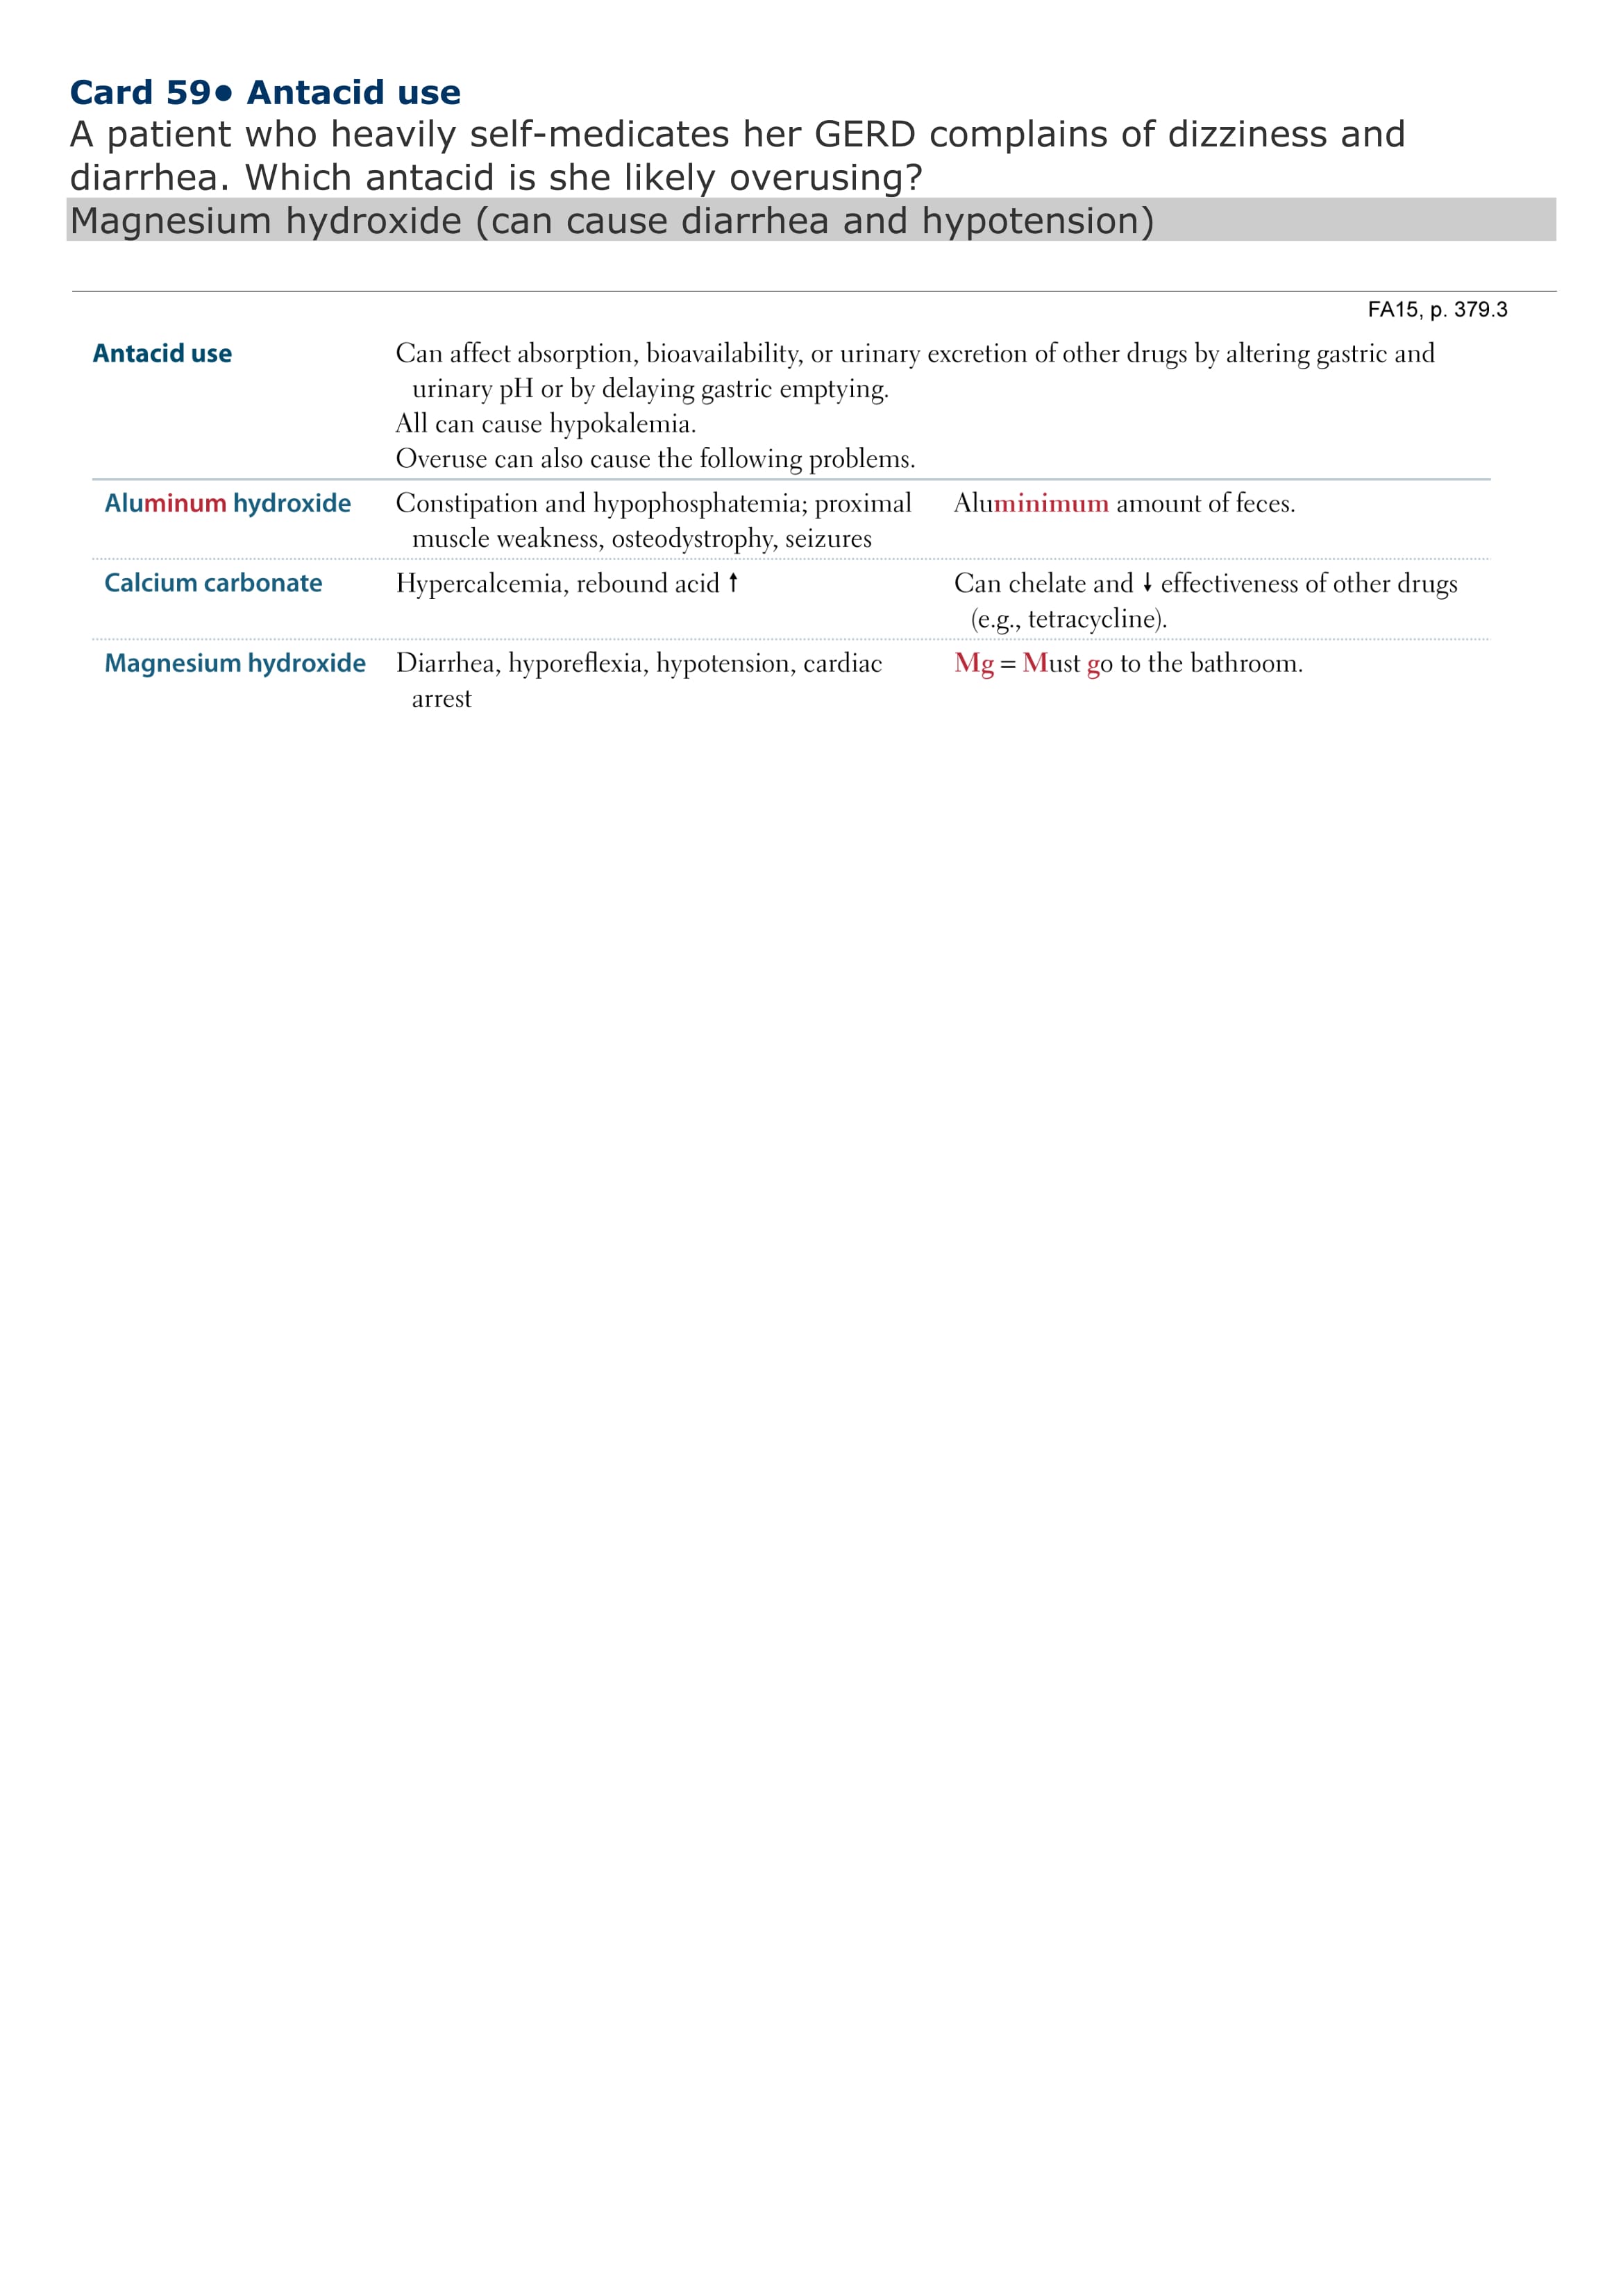 Card 59● Antacid use
A patient who heavily self-medicates her GERD complains of dizziness and
diarrhea. Which antacid is she likely overusing?
Magnesium hydroxide (can cause diarrhea and hypotension)
FA15, p. 379.3
Antacid use Can affect absorption, bioavailability, or urinary excretion of other drugs by altering gastric and
urinary pH or by delaying gastric emptying.
All can cause hypokalemia.
Overuse can also cause the following problems.
Aluminum hydroxide Constipation and hypophosphatemia; proximal Aluminimum amount of feces.
muscle weakness, osteodystrophy, seizures
Calcium carbonate Hypercalcemia, rebound acid ↑ Can chelate and ↓ effectiveness of other drugs
(e.g., tetracycline).
Magnesium hydroxide Diarrhea, hyporeflexia, hypotension, cardiac Mg = Must go to the bathroom.
arrest